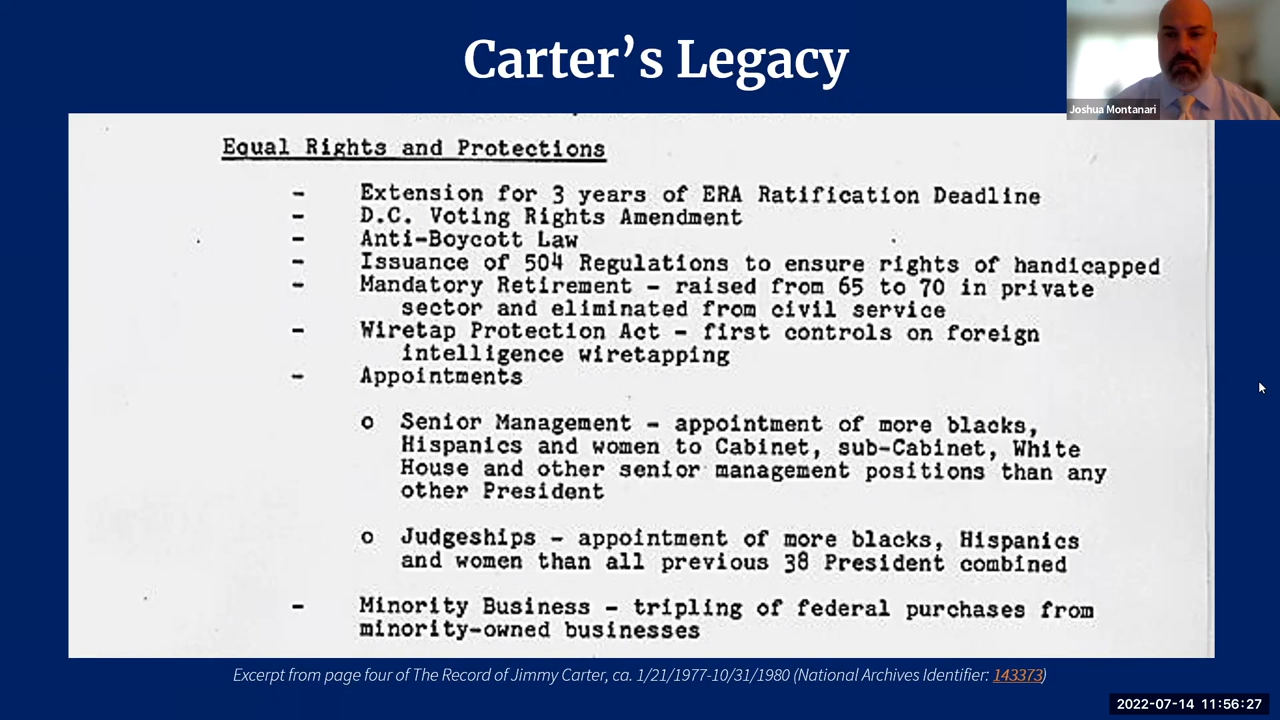 Carter's Legacy
Joshua Montanari
Equal Rights and Protections
- Extension for 3 years of ERA Ratification Deadline
- D.C. Voting Rights Amendment
- Anti-Boycott Law
- Issuance of 504 Regulations to ensure rights of handicapped
- Mandatory Retirement - raised from 65 to 70 in private
sector and eliminated from civil service
- Wiretap Protection Act - first controls on foreign
intelligence wiretapping
- Appointments
o Senior Management - appointment of more blacks,
Hispanics and women to Cabinet, sub-Cabinet, White
House and other senior management positions than any
other President
o Judgeships - appointment of more blacks, Hispanics
and women than all previous 38 President combined
- Minority Business - tripling of federal purchases from
minority-owned businesses
Excerpt from page four of The Record of Jimmy Carter, ca. 1/21/1977-10/31/1980 (National Archives Identifier: 143373)
2022-07-14 11:56:27